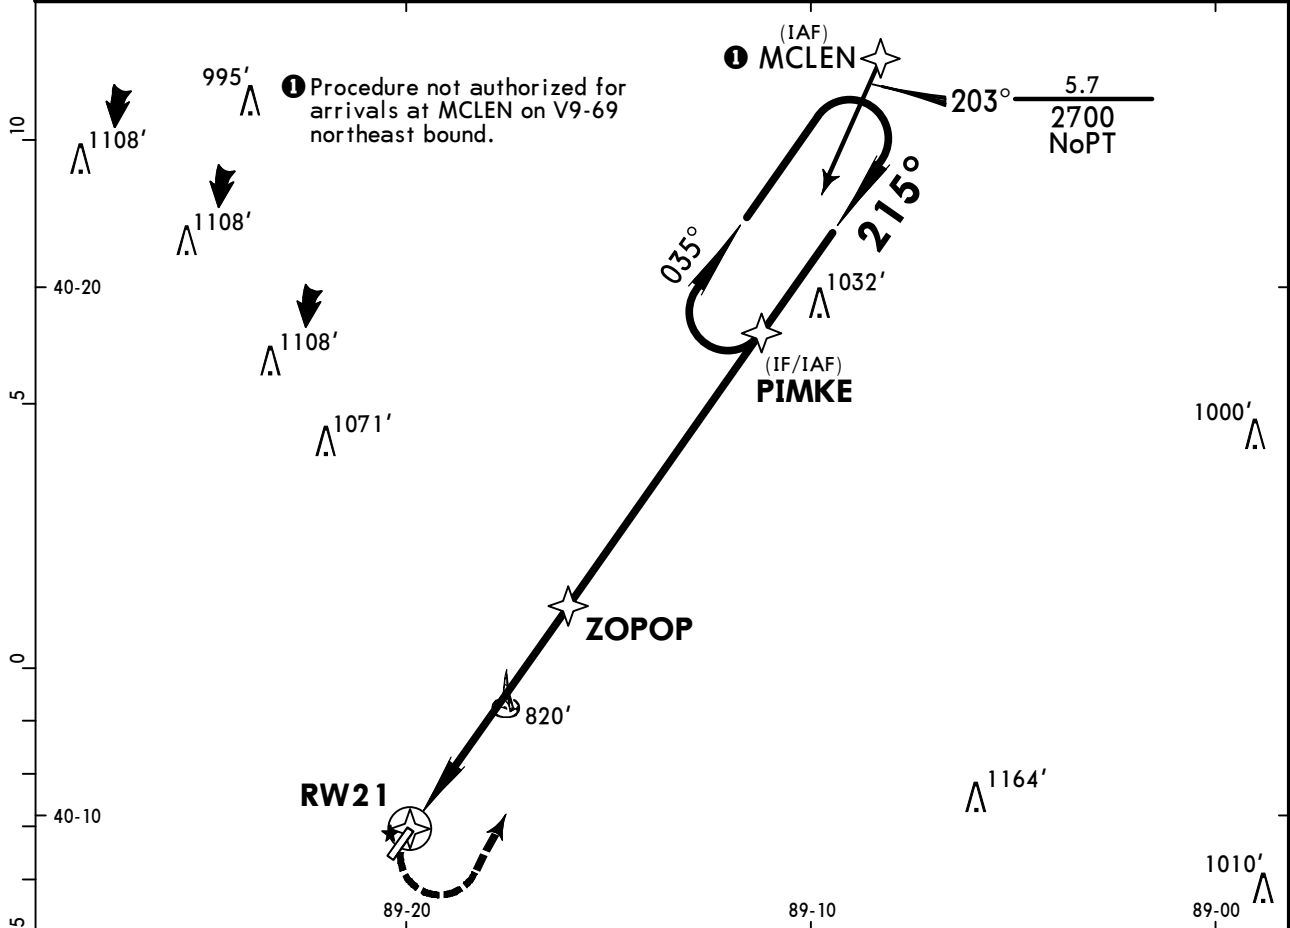 (IAF)
❶ MCLEN
995'
❶ Procedure not authorized for
arrivals at MCLEN on V9-69
northeast bound.
203°
5.7
2700
NoPT
10
1108'
215°
1108'
035°
40-20
1032'
1108'
(IF/IAF)
PIMKE
5
1071'
1000'
ZOPOP
0
820'
RW21
1164'
40-10
1010'
5
89-20
89-10
89-00